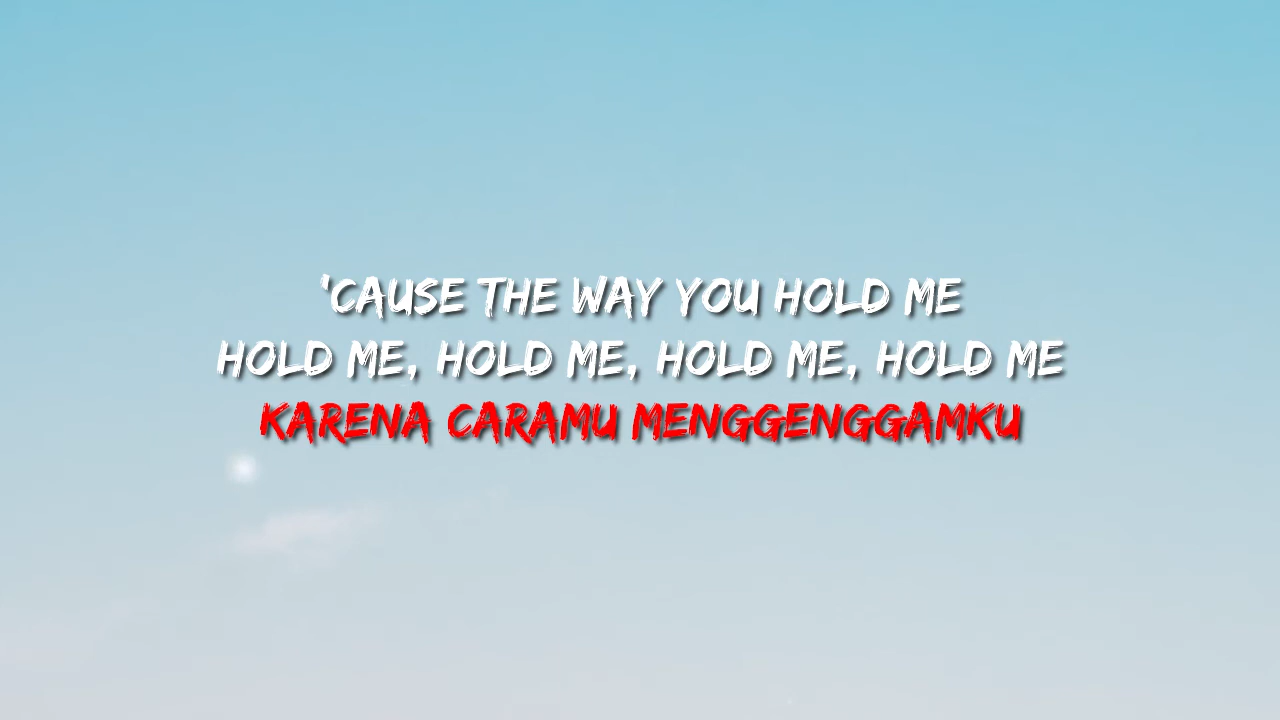 'CAUSE THE WAY YOU HOLD ME
HOLD ME, HOLD ME, HOLD ME, HOLD ME
KARENA CARAMU MENGGENGGAMKU